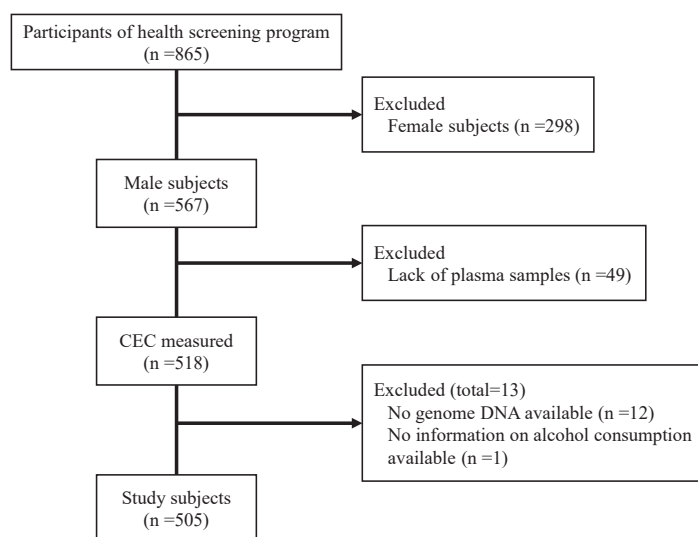 Participants of health screening program
(n =865)
Excluded
Female subjects (n =298)
Male subjects
(n =567)
Excluded
Lack of plasma samples (n =49)
CEC measured
(n =518)
Excluded (total=13)
No genome DNA available (n =12)
No information on alcohol consumption
available (n =1)
Study subjects
(n =505)